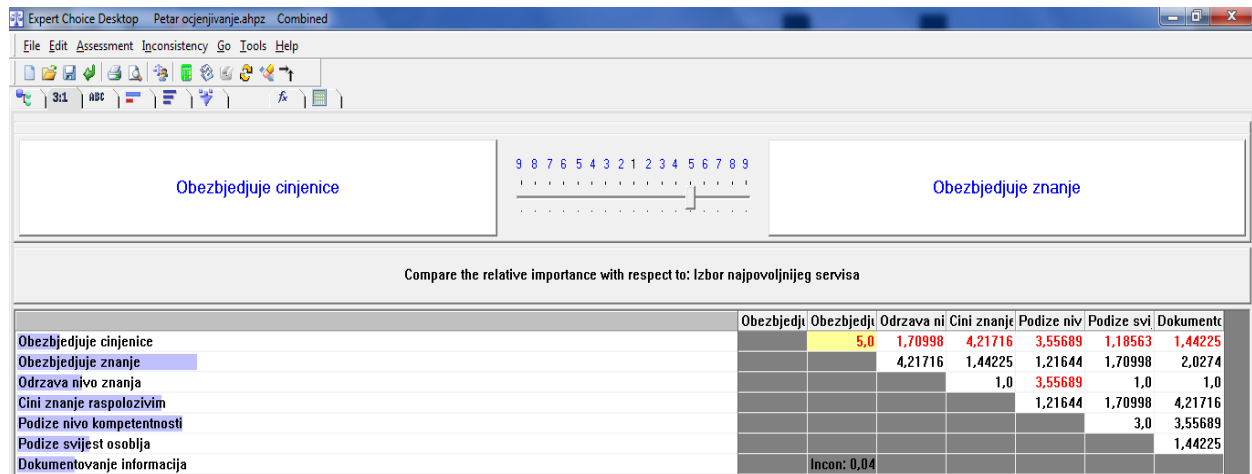 Expert Choice Desktop Petar ocjenjivanje.ahpz Combined
File Edit Assessment Inconsistency Go Tools Help
3:1 ABC fx
9 8 7 6 5 4 3 2 1 2 3 4 5 6 7 8 9
Obezbjedjuje cinjenice Obezbjedjuje znanje
Compare the relative importance with respect to: Izbor najpovoljnijeg servisa
Obezbjedju Obezbjedju Odrzava ni Cini znanje Podize niv Podize svi Dokumento
Obezbjedjuje cinjenice 5,0 1,70998 4,21716 3,55689 1,18563 1,44225
Obezbjedjuje znanje 4,21716 1,44225 1,21644 1,70998 2,0274
Odrzava nivo znanja 1,0 3,55689 1,0 1,0
Cini znanje raspolozivim 1,21644 1,70998 4,21716
Podize nivo kompetentnosti 3,0 3,55689
Podize svijest osoblja 1,44225
Dokumentovanje informacija Incon: 0,04